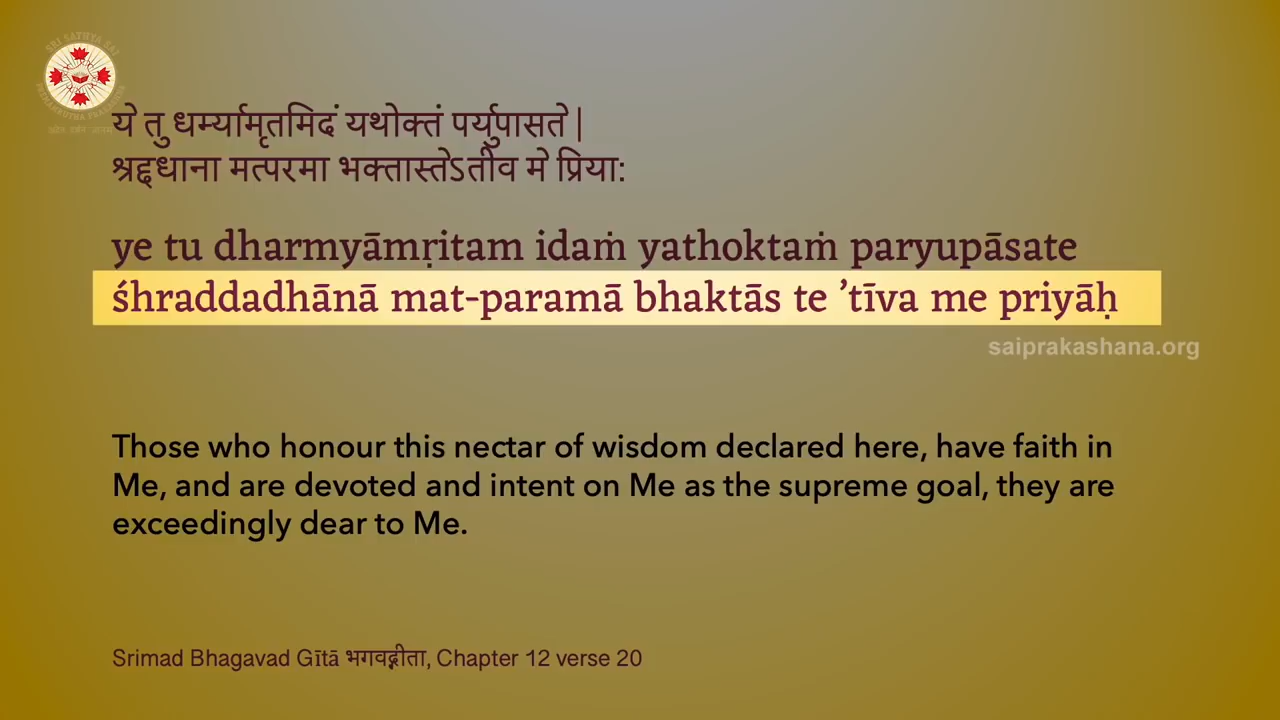 SRI SATHYA SAI
ये तु धर्म्यामृतमिदं यथोक्तं पर्युपासते |
श्रद्दधाना मत्परमा भक्तास्तेऽतीव मे प्रिया:
ye tu dharmyāmṛitam idaṁ yathoktaṁ paryupāsate
śhraddadhānā mat-paramā bhaktās te ’tīva me priyāḥ
saiprakashana.org
Those who honour this nectar of wisdom declared here, have faith in
Me, and are devoted and intent on Me as the supreme goal, they are
exceedingly dear to Me.
Srimad Bhagavad Gītā भगवद्गीता, Chapter 12 verse 20